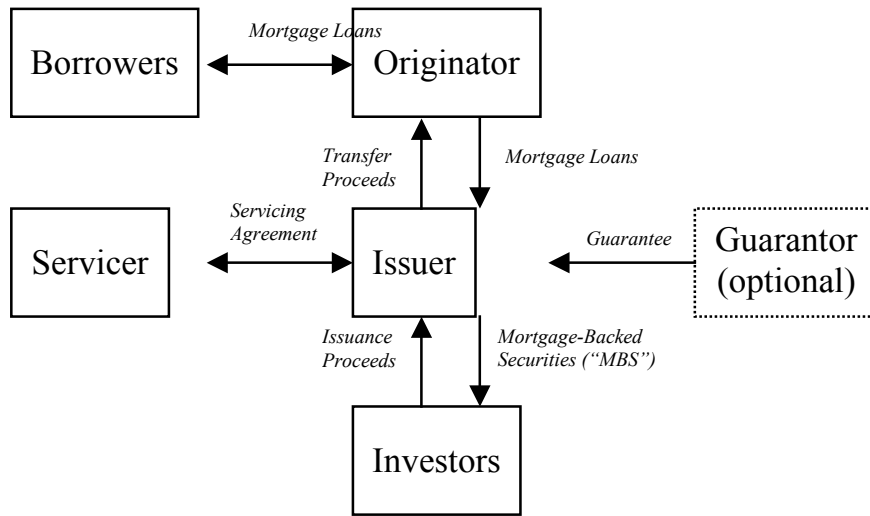 Mortgage Loans
Borrowers
Originator
Transfer
Proceeds
Mortgage Loans
Servicing
Agreement
Servicer
Issuer
Guarantee
Guarantor
(optional)
Issuance
Proceeds
Mortgage-Backed
Securities (“MBS”)
Investors